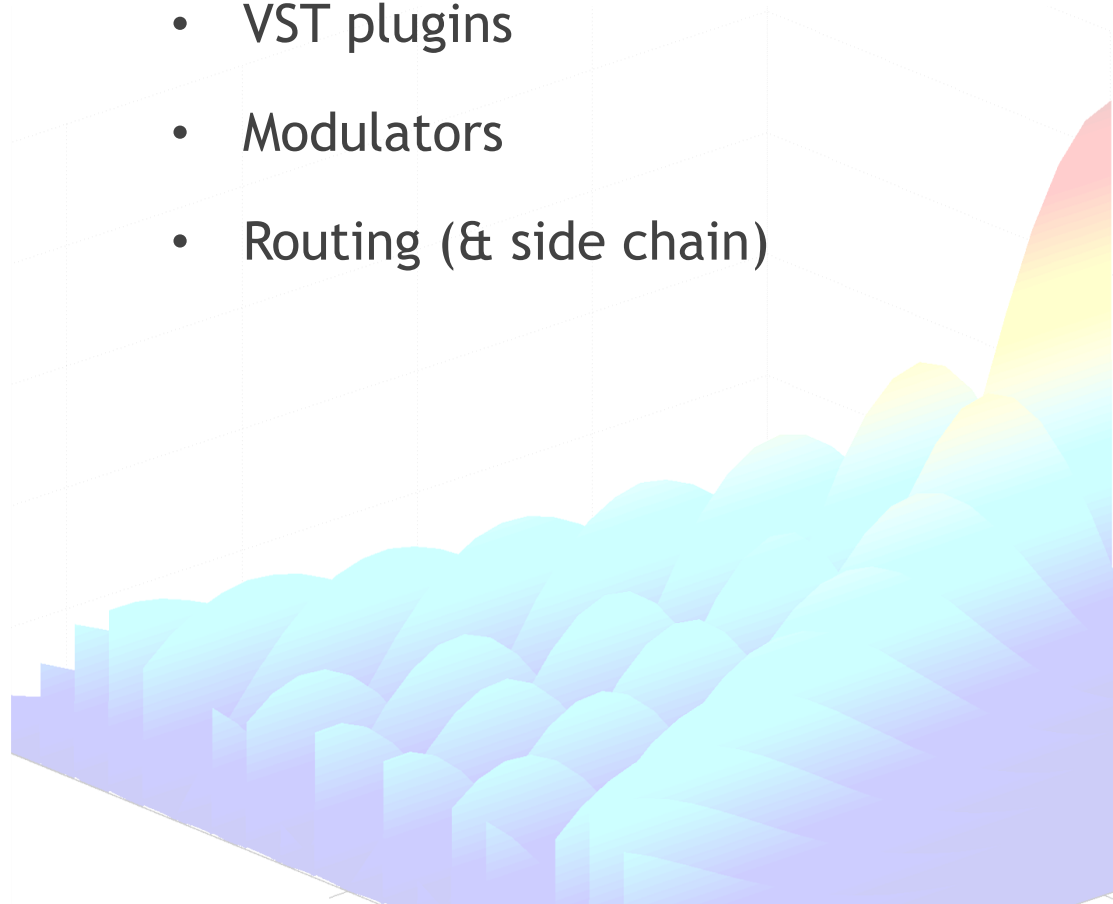 • VST plugins
• Modulators
• Routing (& side chain)